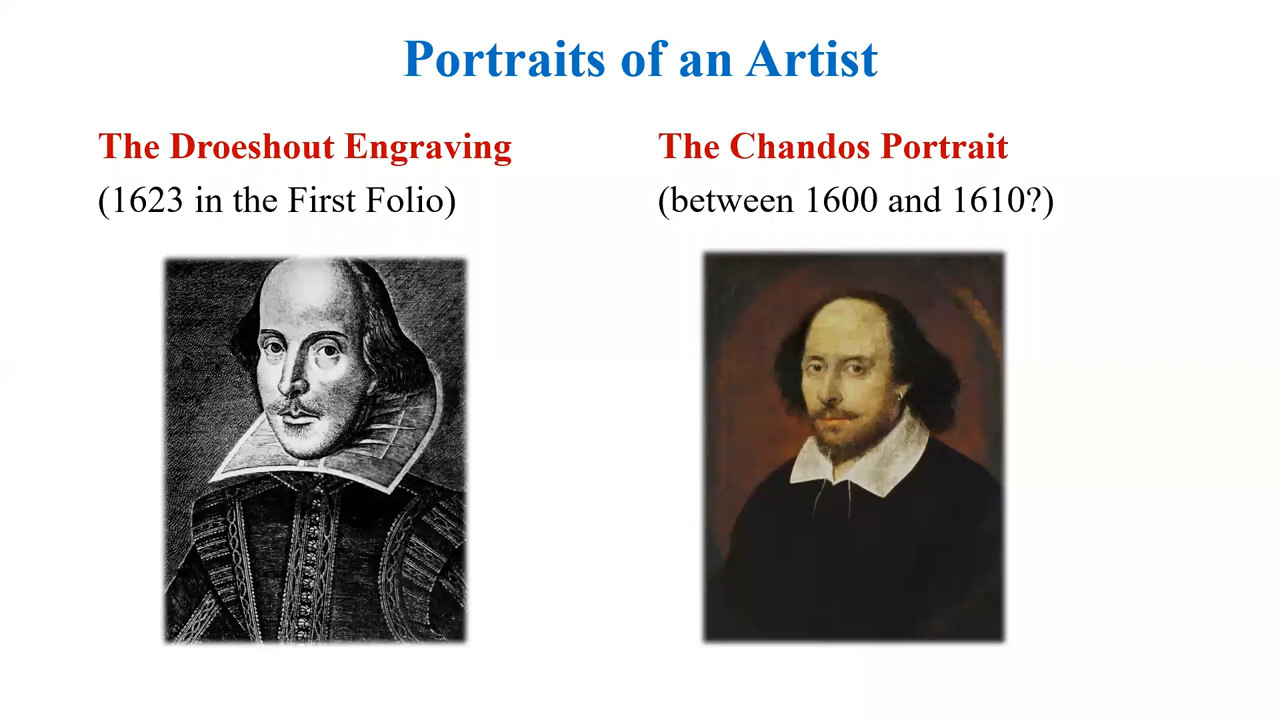 Portraits of an Artist
The Droeshout Engraving
(1623 in the First Folio)
The Chandos Portrait
(between 1600 and 1610?)